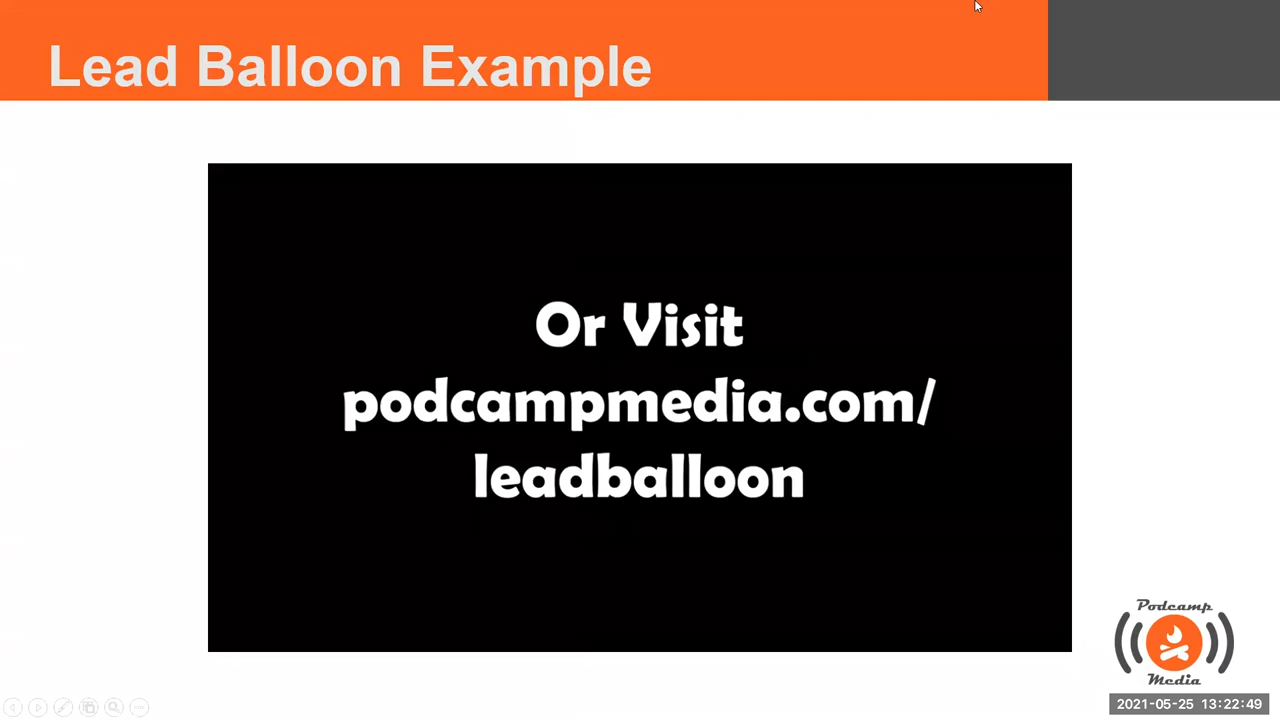 Lead Balloon Example
Or Visit
podcampmedia.com/
leadballoon
Podcamp
Media
2021-05-25 13:22:49